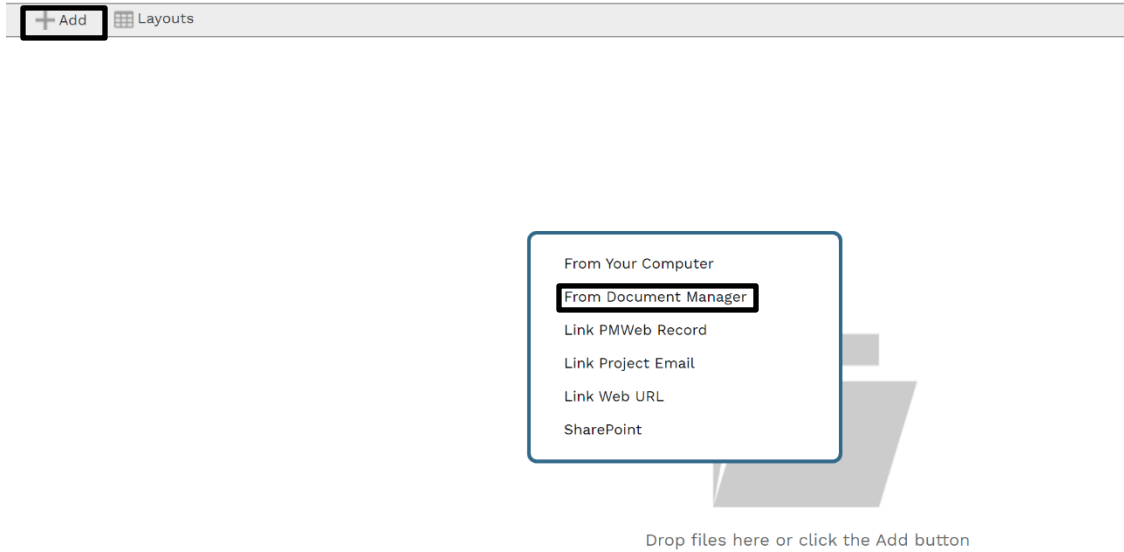 Add Layouts
From Your Computer
From Document Manager
Link PMWeb Record
Link Project Email
Link Web URL
SharePoint
Drop files here or click the Add button